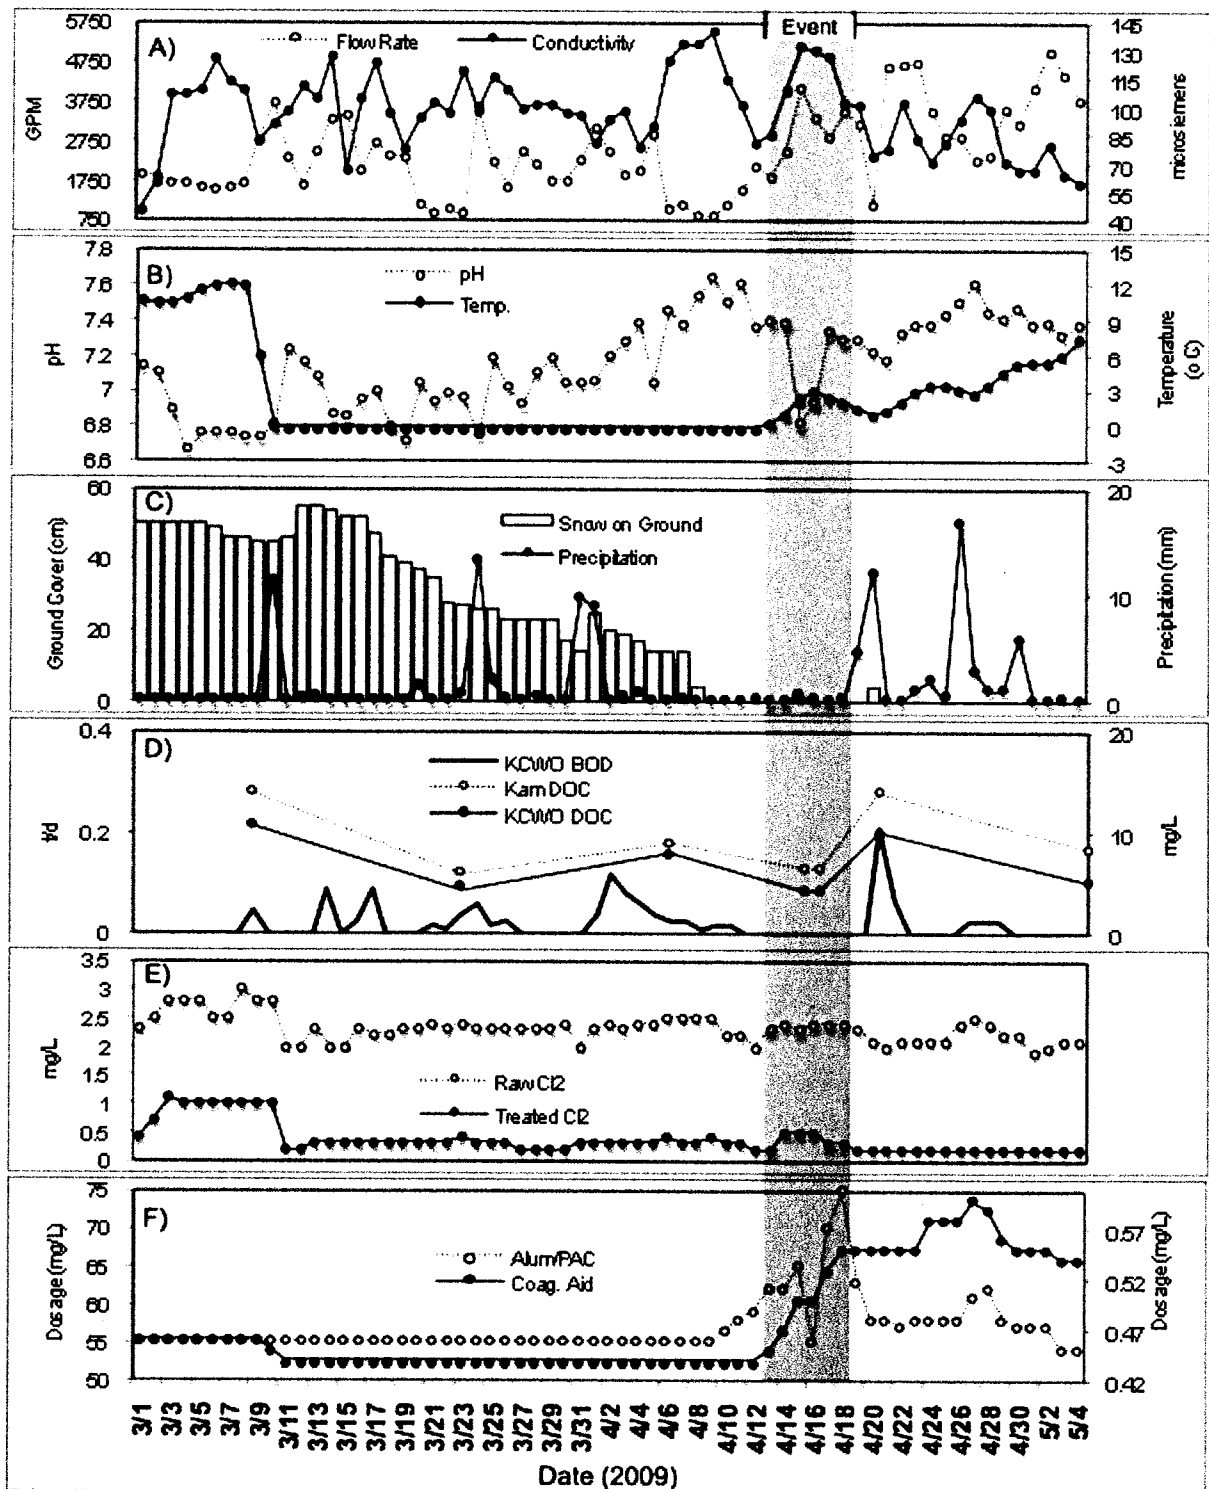 Event
A)
Flow Rate
Conductivity
GPM
5750
4750
3750
2750
1750
750
145
130
115
100
85
70
55
40
microsiemens
B)
pH
Temp.
pH
7.8
7.6
7.4
7.2
7
6.8
6.6
15
12
9
6
3
0
-3
Temperature
(o C)
C)
Snow on Ground
Precipitation
Ground Cover (cm)
60
40
20
0
20
10
0
Precipitation (mm)
D)
KCWO BOD
Kam DOC
KCWO DOC
t/d
0.4
0.2
0
20
10
0
mg/L
E)
Raw Cl2
Treated Cl2
mg/L
3.5
3
2.5
2
1.5
1
0.5
0
F)
Alum/PAC
Coag. Aid
Dosage (mg/L)
75
70
65
60
55
50
0.57
0.52
0.47
0.42
Dosage (mg/L)
3/1
3/3
3/5
3/7
3/9
3/11
3/13
3/15
3/17
3/19
3/21
3/23
3/25
3/27
3/29
3/31
4/2
4/4
4/6
4/8
4/10
4/12
4/14
4/16
4/18
4/20
4/22
4/24
4/26
4/28
4/30
5/2
5/4
Date (2009)